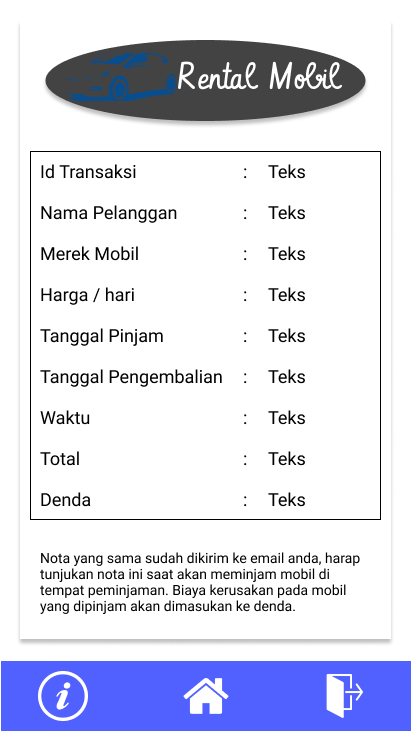 Rental Mobil
Id Transaksi : Teks
Nama Pelanggan : Teks
Merek Mobil : Teks
Harga / hari : Teks
Tanggal Pinjam : Teks
Tanggal Pengembalian : Teks
Waktu : Teks
Total : Teks
Denda : Teks
Nota yang sama sudah dikirim ke email anda, harap
tunjukan nota ini saat akan meminjam mobil di
tempat peminjaman. Biaya kerusakan pada mobil
yang dipinjam akan dimasukan ke denda.